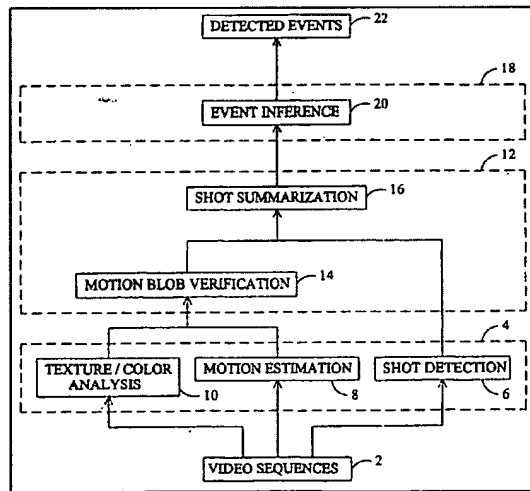 DETECTED EVENTS
22
18
EVENT INFERENCE
20
12
SHOT SUMMARIZATION
16
MOTION BLOB VERIFICATION
14
4
TEXTURE / COLOR
ANALYSIS
10
MOTION ESTIMATION
8
SHOT DETECTION
6
VIDEO SEQUENCES
2